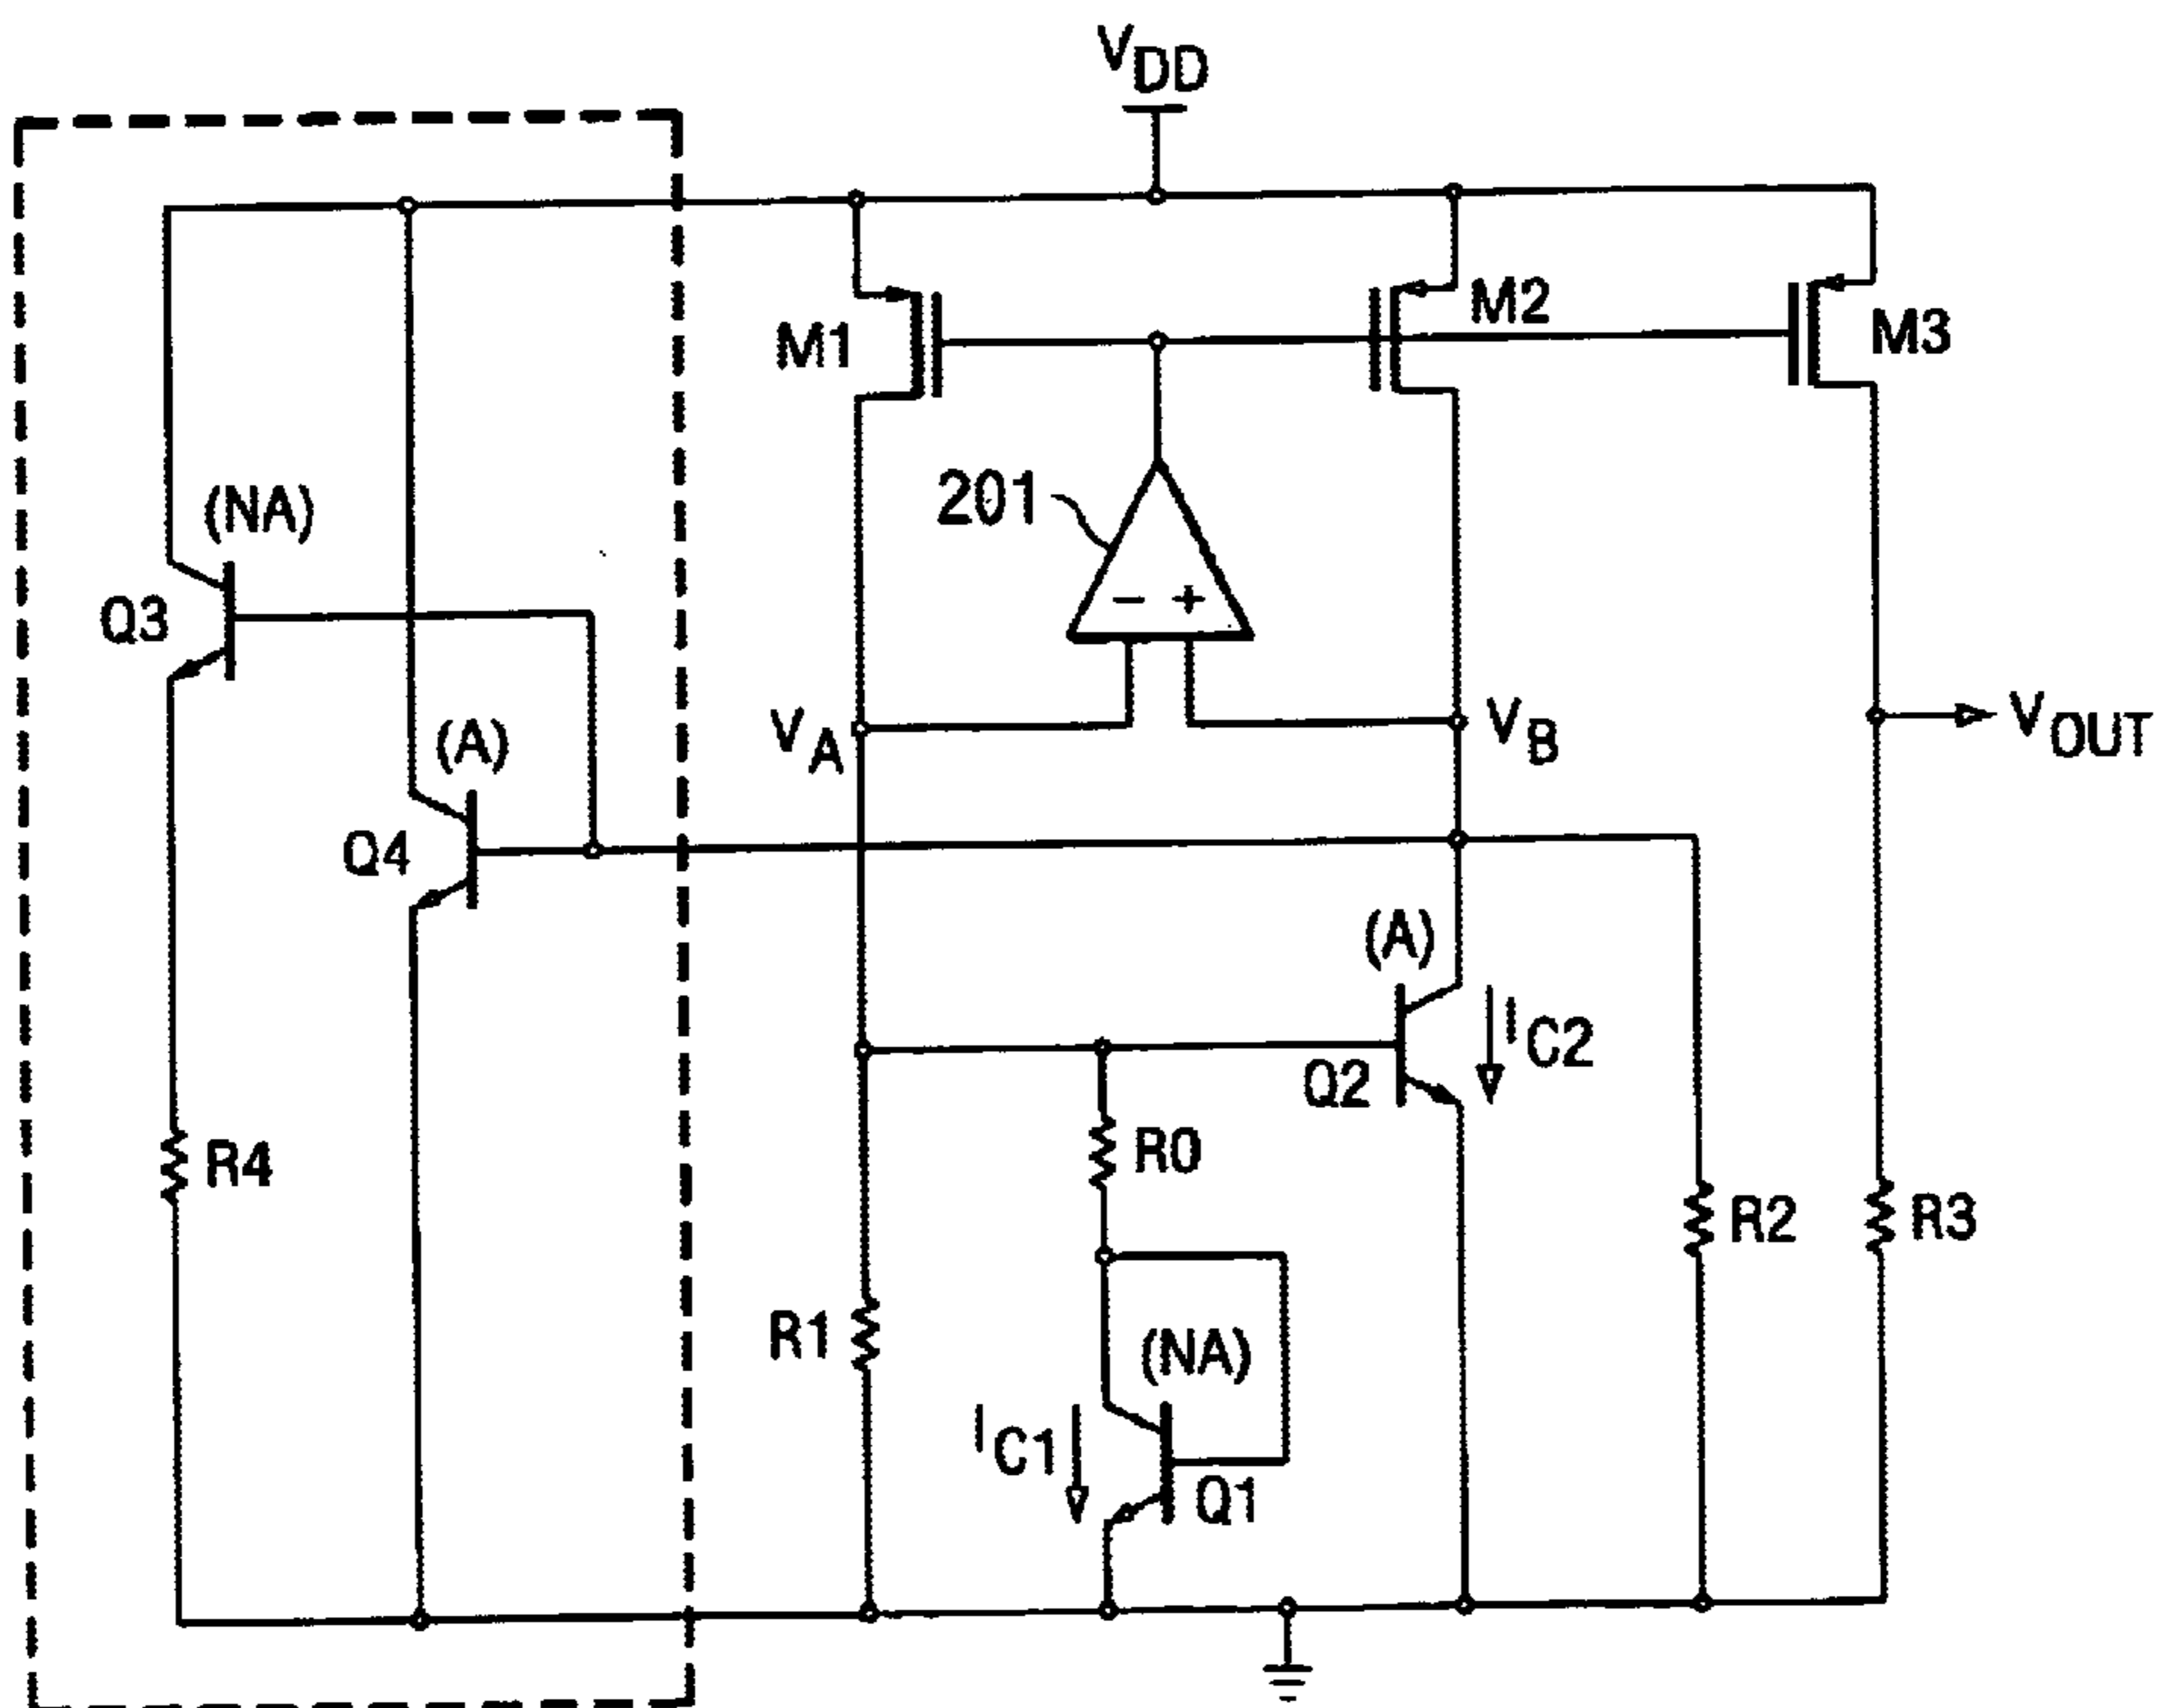 VDD
M1
M2
M3
(NA)
201
Q3
− +
(A)
VA
VB
VOUT
Q4
(A)
IC2
Q2
R4
R0
R2
R3
R1
(NA)
IC1
Q1